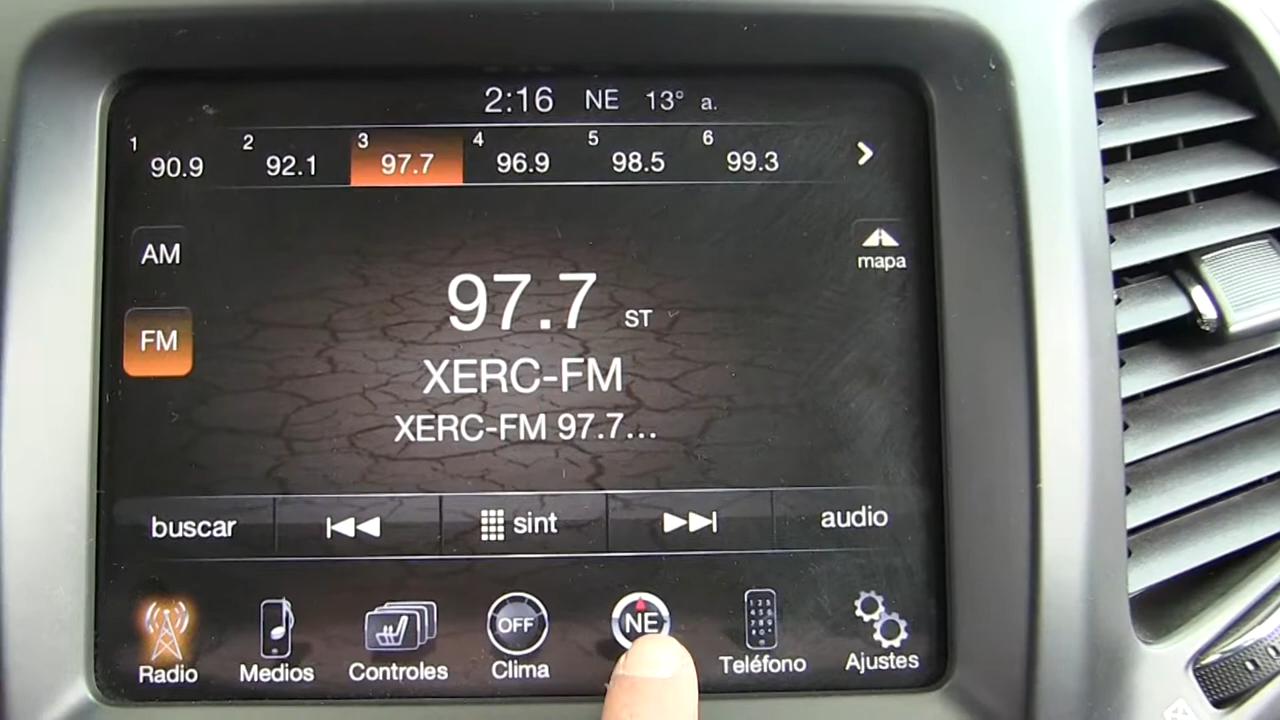 2:16 NE 13° a.
1 90.9 2 92.1 3 97.7 4 96.9 5 98.5 6 99.3
AM
mapa
FM
97.7 ST
XERC-FM
XERC-FM 97.7...
buscar sint audio
OFF NE
Radio Medios Controles Clima Teléfono Ajustes